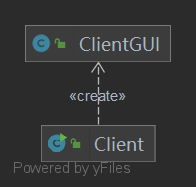 ClientGUI
«create»
Client
Powered by yFiles